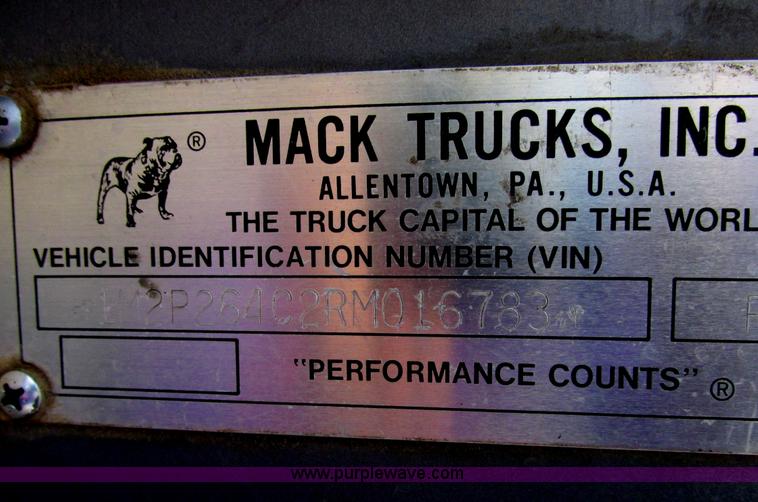 ® MACK TRUCKS, INC.
ALLENTOWN, PA., U.S.A.
THE TRUCK CAPITAL OF THE WORL
VEHICLE IDENTIFICATION NUMBER (VIN)
1M2P264C2RM016783
"PERFORMANCE COUNTS" ®
www.purplewave.com